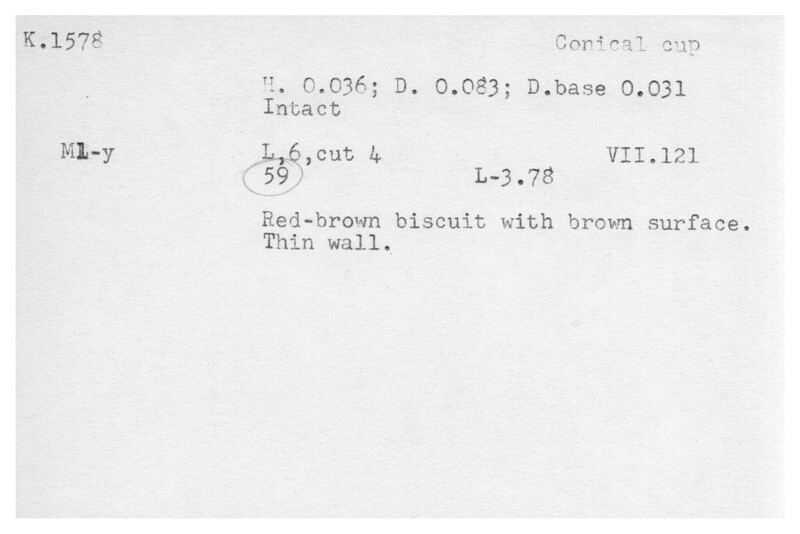 K.1578 Conical cup
H. 0.036; D. 0.083; D.base 0.031
Intact
M1-y L,6,cut 4 VII.121
59 L-3.78
Red-brown biscuit with brown surface.
Thin wall.